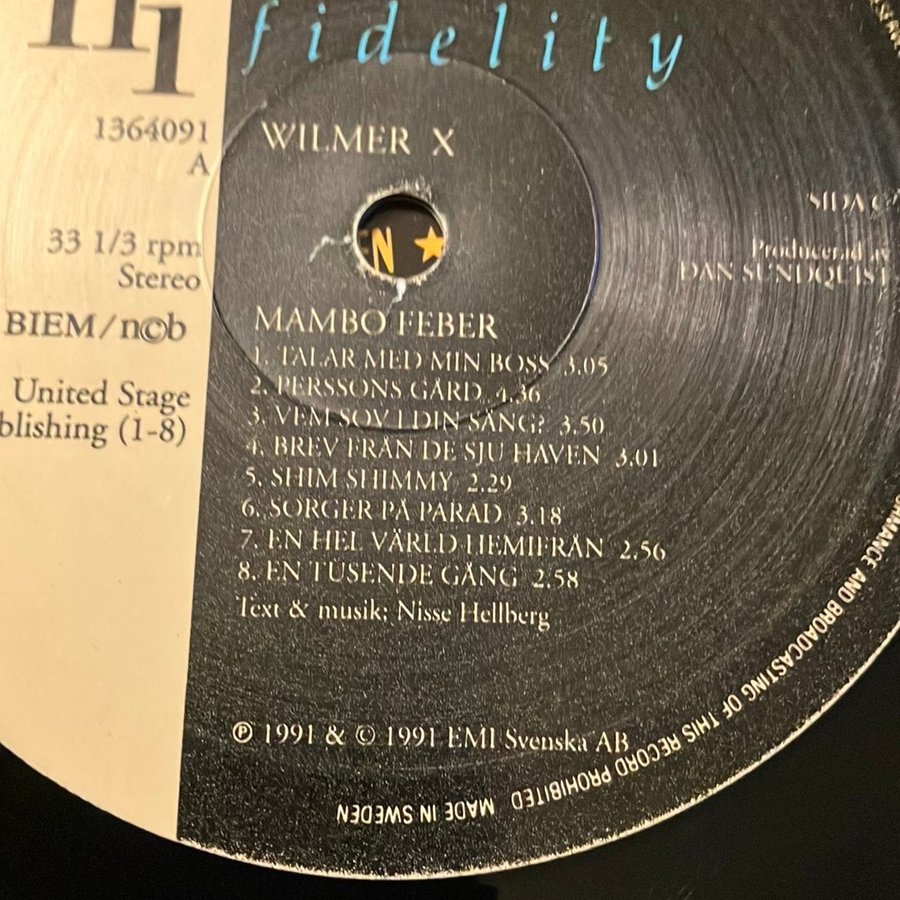 fidelity
1364091
A
WILMER X
N ★
SIDA
33 1/3 rpm
Stereo
Producerad av
DAN SUNDQUIST
BIEM/n©b
MAMBO FEBER
1. TALAR MED MIN BOSS 3.05
2. PERSSONS GÅRD 4.36
United Stage
3. VEM SOV I DIN SÄNG? 3.50
(1-8)
4. BREV FRÅN DE SJU HAVEN 3.01
5. SHIM SHIMMY 2.29
6. SORGER PÅ PARAD 3.18
7. EN HEL VÄRLD HEMIFRÅN 2.56
8. EN TUSENDE GÅNG 2.58
Text & musik: Nisse Hellberg
℗ 1991 & © 1991 EMI Svenska AB
AND BROADCASTING OF THIS RECORD PROHIBITED MADE IN SWEDEN